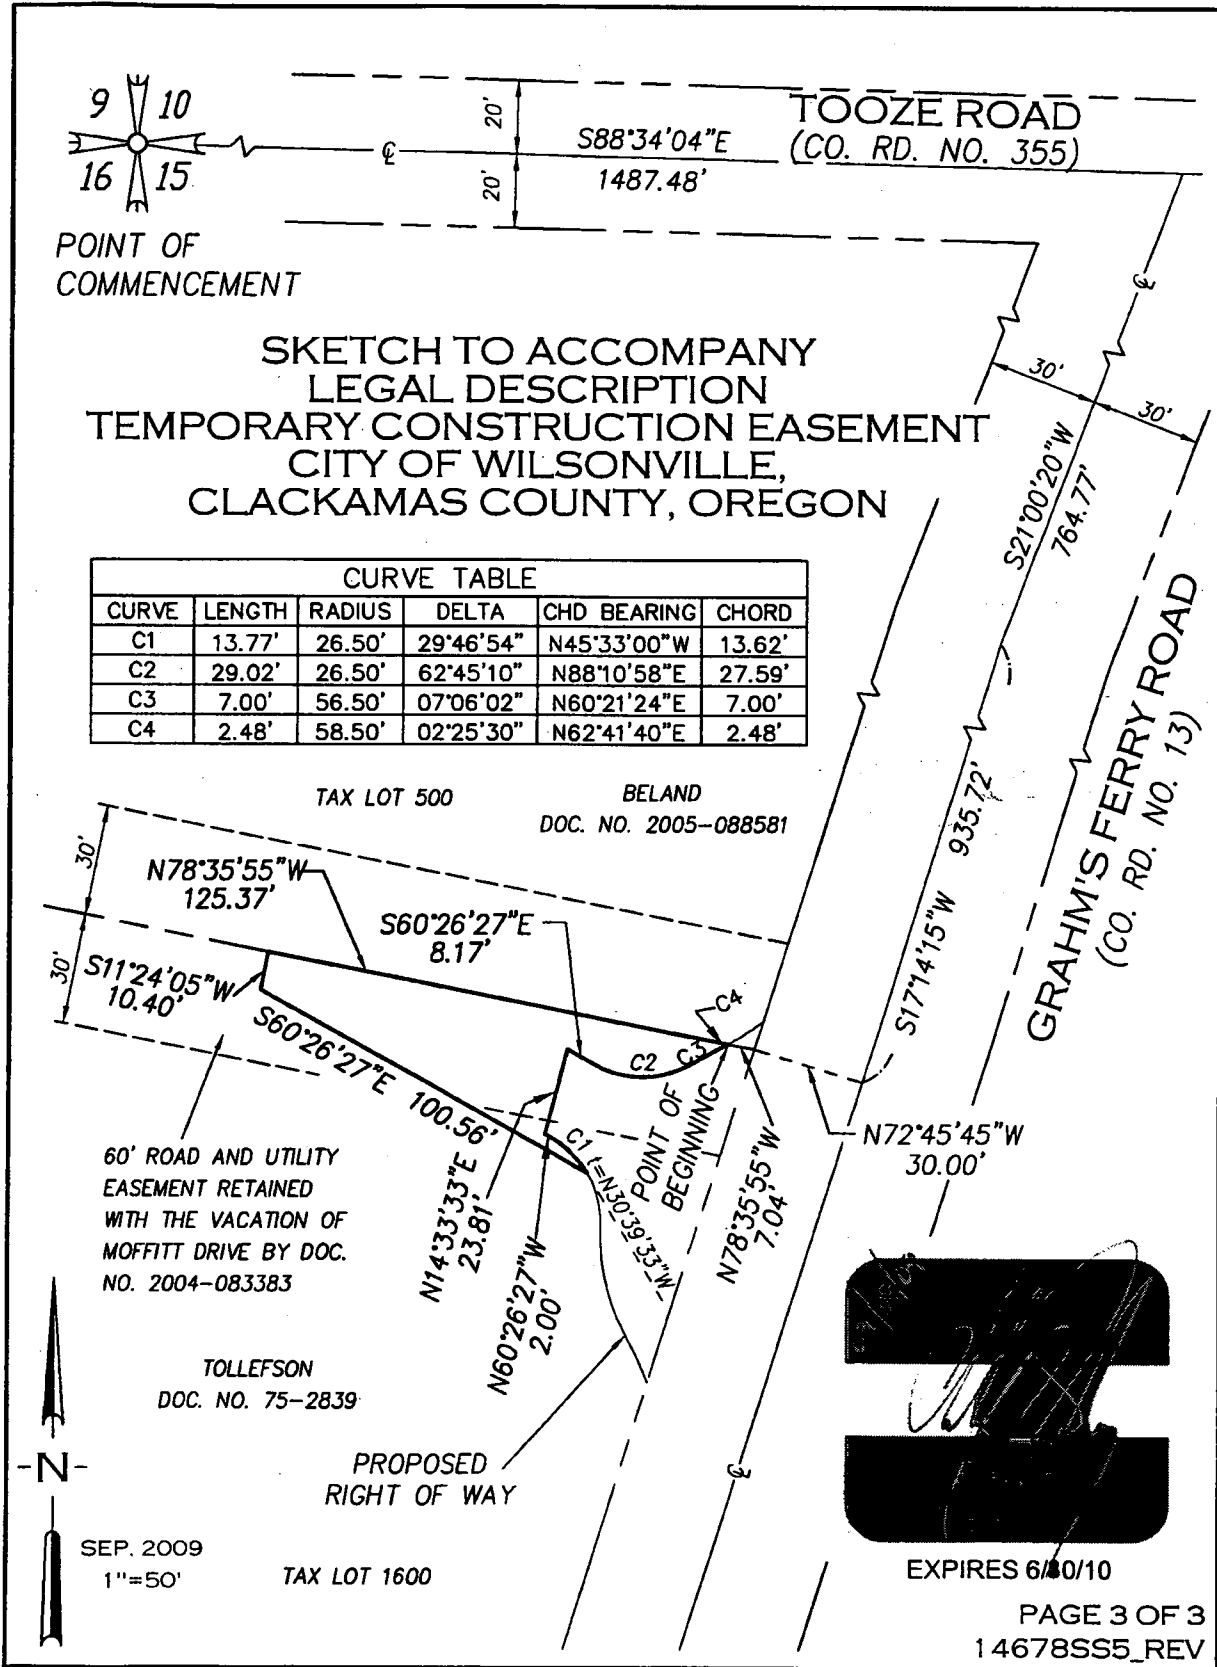 9 10
16 15
POINT OF
COMMENCEMENT
20'
20'
℄
S88°34'04"E
1487.48'
TOOZE ROAD
(CO. RD. NO. 355)
℄
SKETCH TO ACCOMPANY
LEGAL DESCRIPTION
TEMPORARY CONSTRUCTION EASEMENT
CITY OF WILSONVILLE,
CLACKAMAS COUNTY, OREGON
30'
30'
S21°00'20"W
764.77'
CURVE TABLE
CURVE LENGTH RADIUS DELTA CHD BEARING CHORD
C1 13.77' 26.50' 29°46'54" N45°33'00"W 13.62'
C2 29.02' 26.50' 62°45'10" N88°10'58"E 27.59'
C3 7.00' 56.50' 07°06'02" N60°21'24"E 7.00'
C4 2.48' 58.50' 02°25'30" N62°41'40"E 2.48'
GRAHM'S FERRY ROAD
(CO. RD. NO. 13)
S17°14'15"W 935.72'
TAX LOT 500
BELAND
DOC. NO. 2005-088581
30'
30'
N78°35'55"W
125.37'
S60°26'27"E
8.17'
S11°24'05"W
10.40'
S60°26'27"E 100.56'
C4
C2
C3
C1
t=N30°39'33"W
POINT OF
BEGINNING
N72°45'45"W
30.00'
N78°35'55"W
7.04'
N14°33'33"E
23.81'
N60°26'27"W
2.00'
60' ROAD AND UTILITY
EASEMENT RETAINED
WITH THE VACATION OF
MOFFITT DRIVE BY DOC.
NO. 2004-083383
TOLLEFSON
DOC. NO. 75-2839
PROPOSED
RIGHT OF WAY
℄
-N-
SEP. 2009
1"=50'
TAX LOT 1600
EXPIRES
PAGE 3 OF 3
14678SS5_REV